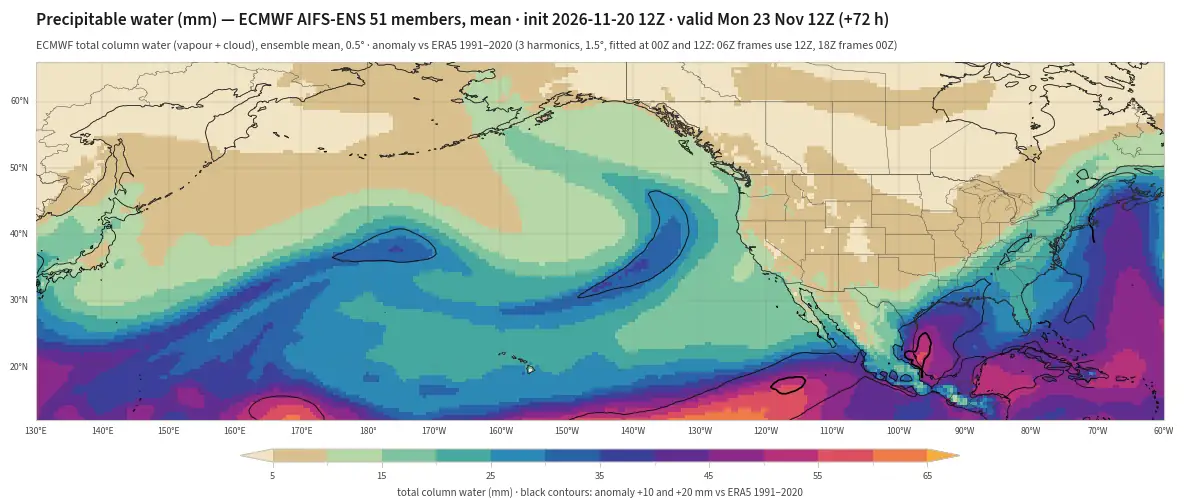 Precipitable water (mm) — ECMWF AIFS-ENS 51 members, mean · init 2026-11-20 12Z · valid Mon 23 Nov 12Z (+72 h)
ECMWF total column water (vapour + cloud), ensemble mean, 0.5° · anomaly vs ERA5 1991–2020 (3 harmonics, 1.5°, fitted at 00Z and 12Z: 06Z frames use 12Z, 18Z frames 00Z)
60°N
50°N
40°N
30°N
20°N
130°E 140°E 150°E 160°E 170°E 180° 170°W 160°W 150°W 140°W 130°W 120°W 110°W 100°W 90°W 80°W 70°W 60°W
5 15 25 35 45 55 65
total column water (mm) · black contours: anomaly +10 and +20 mm vs ERA5 1991–2020